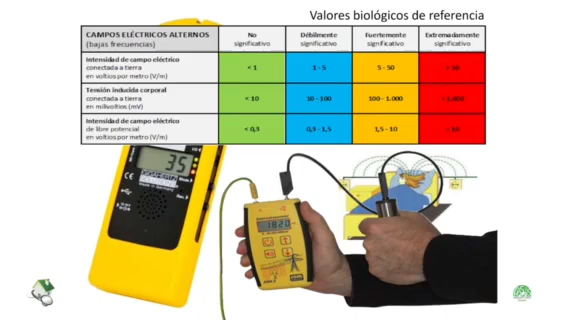 Valores biológicos de referencia
CAMPOS ELÉCTRICOS ALTERNOS
(bajas frecuencias)
No
significativo
Débilmente
significativo
Fuertemente
significativo
Extremadamente
significativo
Intensidad de campo eléctrico
conectada a tierra
en voltios por metro (V/m)
< 1
1 - 5
5 - 50
> 50
Tensión inducida corporal
conectada a tierra
en milivoltios (mV)
< 10
10 - 100
100 - 1.000
> 1.000
Intensidad de campo eléctrico
de libre potencial
en voltios por metro (V/m)
< 0,3
0,3 - 1,5
1,5 - 10
> 10
35
1820